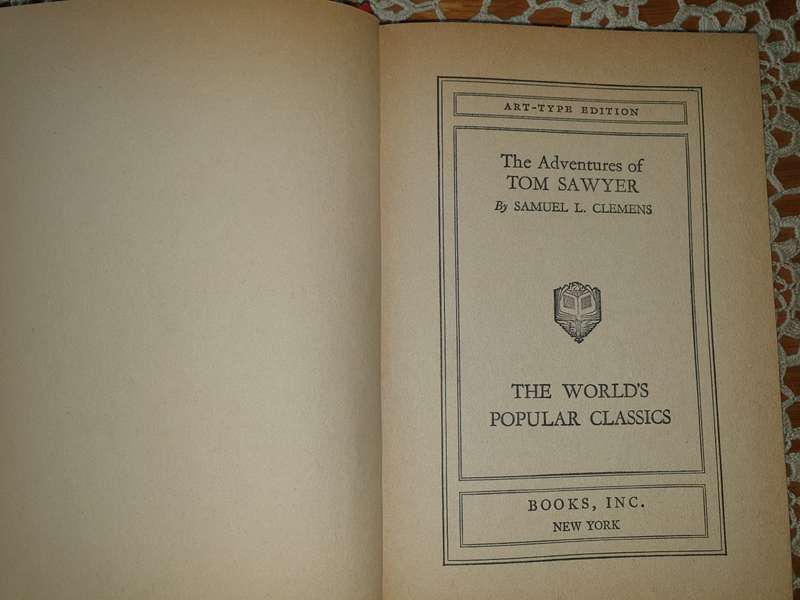 ART-TYPE EDITION
The Adventures of
TOM SAWYER
By SAMUEL L. CLEMENS
THE WORLD'S
POPULAR CLASSICS
BOOKS, INC.
NEW YORK